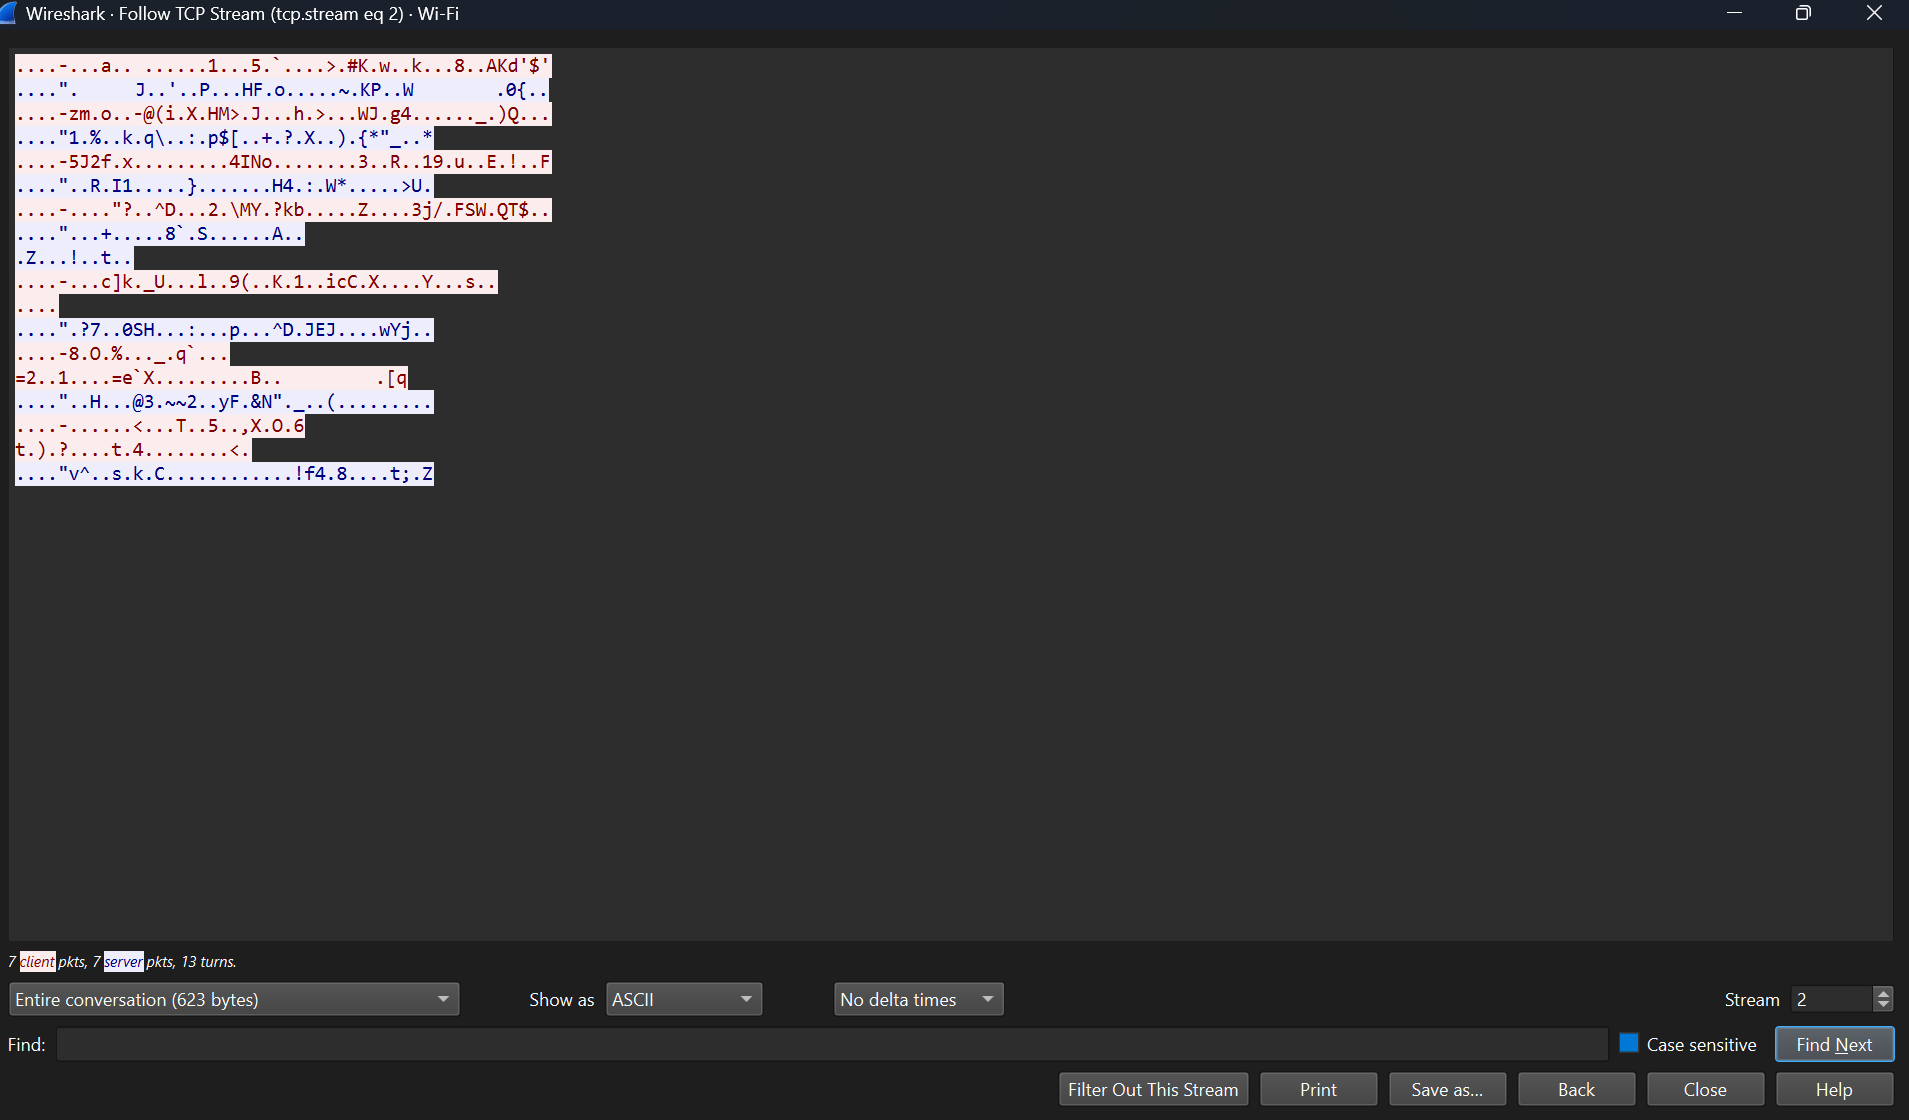 Wireshark · Follow TCP Stream (tcp.stream eq 2) · Wi-Fi
....-...a.. ......1...5.`....>.#K.w..k...8..AKd'$'
....".	J..'..P...HF.o.....~.KP..W	.0{..
....-zm.o..-@(i.X.HM>.J...h.>...WJ.g4......_.)Q...
...."1.%..k.q\..:.p$[..+.?.X..).{*"_..*
....-5J2f.x.........4INo........3..R..19.u..E.!..F
...."..R.I1.....}.......H4.:.W*.....>U.
....-...."?..^D...2.\MY.?kb.....Z....3j/.FSW.QT$..
...."...+.....8`.S......A..
.Z...!..t..
....-...c]k._U...l..9(..K.1..icC.X....Y...s..
....
....".?7..0SH...:...p...^D.JEJ....wYj..
....-8.O.%..._.q`...
=2..1....=e`X.........B..	.[q
...."..H...@3.~~2..yF.&N"._..(.........
....-......<...T..5..,X.O.6
t.).?....t.4........<.
...."v^..s.k.C............!f4.8....t;.Z
7 client pkts, 7 server pkts, 13 turns.
Entire conversation (623 bytes) Show as ASCII No delta times Stream 2
Find: Case sensitive Find Next
Filter Out This Stream Print Save as... Back Close Help